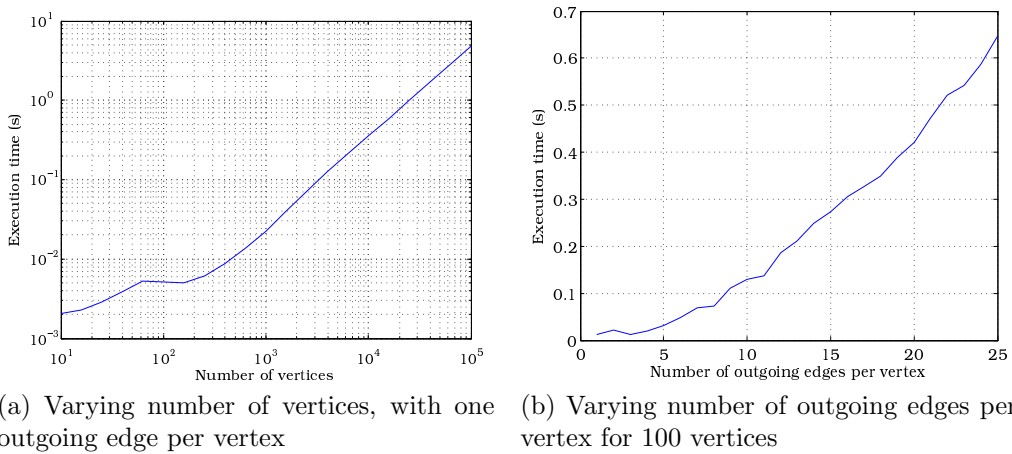 10^1
10^0
10^-1
10^-2
10^-3
Execution time (s)
10^1 10^2 10^3 10^4 10^5
Number of vertices
(a) Varying number of vertices, with one
outgoing edge per vertex
0.7
0.6
0.5
0.4
0.3
0.2
0.1
0
Execution time (s)
0 5 10 15 20 25
Number of outgoing edges per vertex
(b) Varying number of outgoing edges per
vertex for 100 vertices